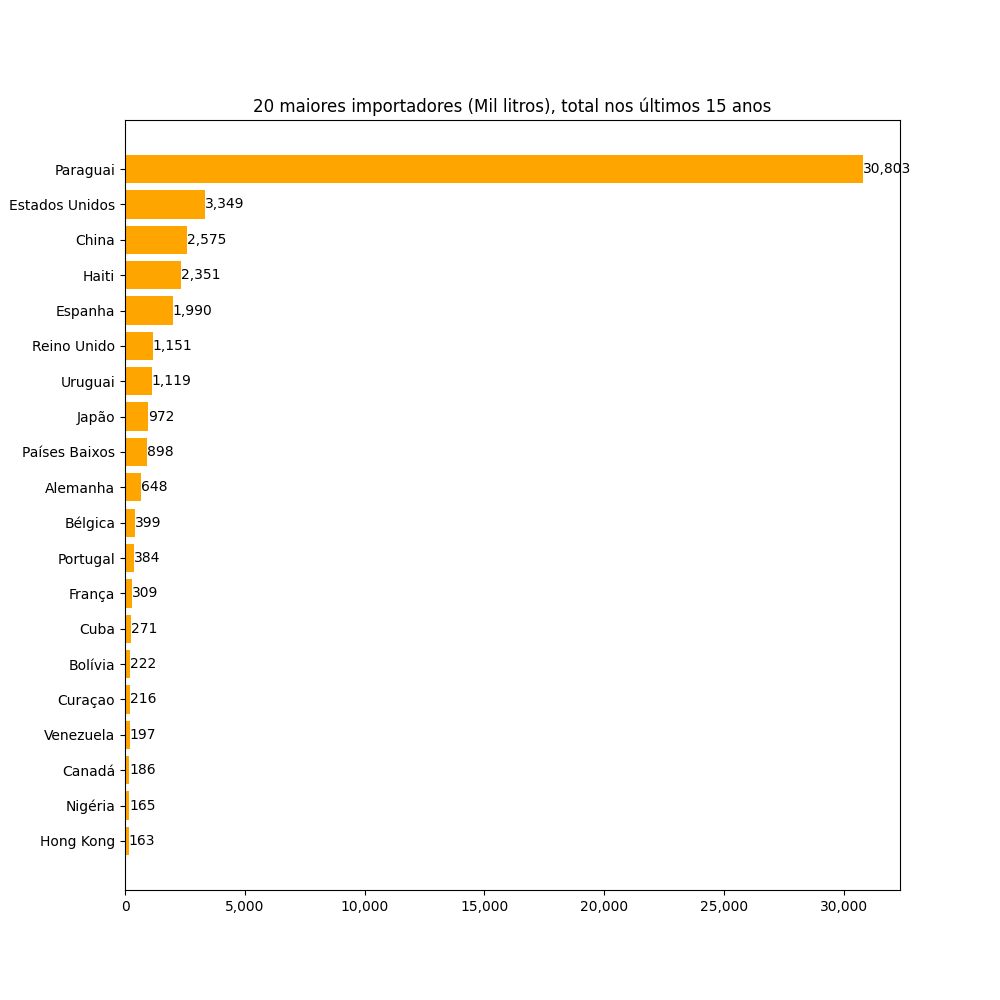 20 maiores importadores (Mil litros), total nos últimos 15 anos
Paraguai 30,803
Estados Unidos 3,349
China 2,575
Haiti 2,351
Espanha 1,990
Reino Unido 1,151
Uruguai 1,119
Japão 972
Países Baixos 898
Alemanha 648
Bélgica 399
Portugal 384
França 309
Cuba 271
Bolívia 222
Curaçao 216
Venezuela 197
Canadá 186
Nigéria 165
Hong Kong 163
0 5,000 10,000 15,000 20,000 25,000 30,000